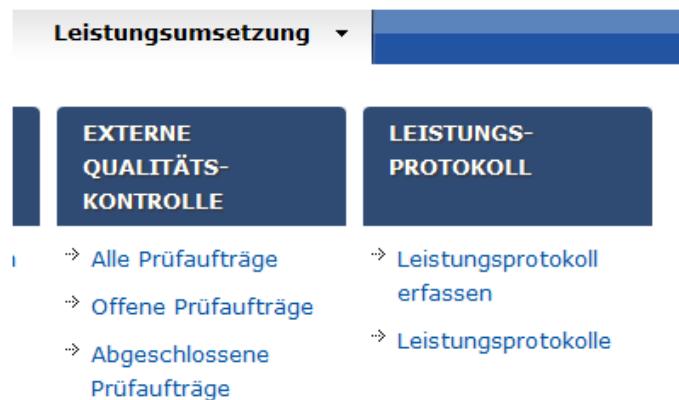 Leistungsumsetzung
EXTERNE
QUALITÄTS-
KONTROLLE
Alle Prüfaufträge
Offene Prüfaufträge
Abgeschlossene
Prüfaufträge
LEISTUNGS-
PROTOKOLL
Leistungsprotokoll
erfassen
Leistungsprotokolle